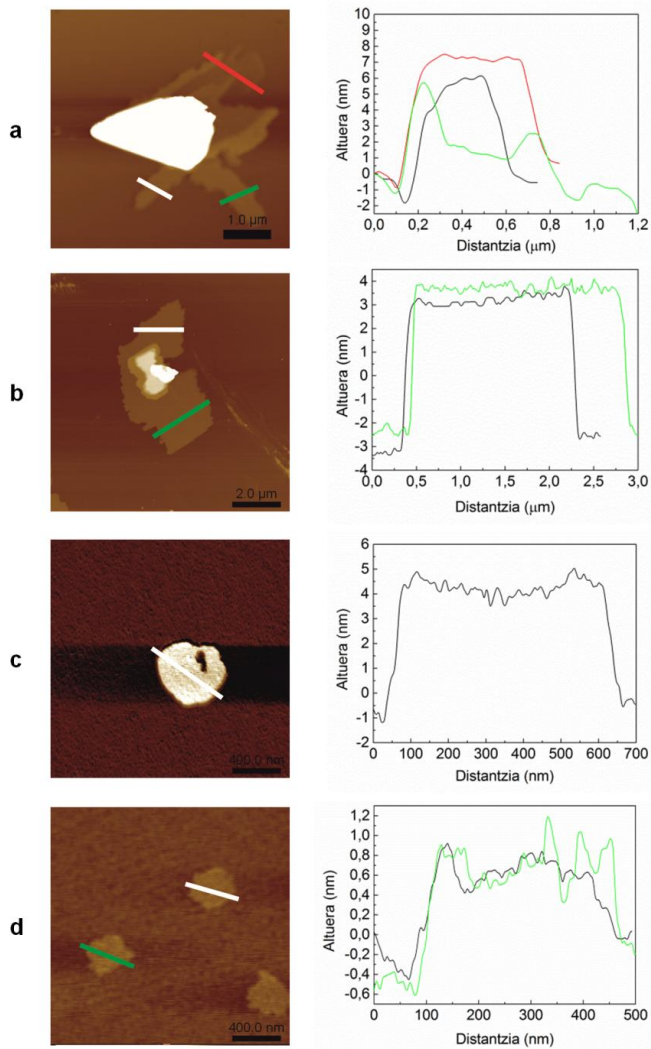 a
1.0 µm
10
9
8
7
6
5
4
3
2
1
0
-1
-2
0,0 0,2 0,4 0,6 0,8 1,0 1,2
Altuera (nm)
Distantzia (µm)
b
2.0 µm
4
3
2
1
0
-1
-2
-3
-4
0,0 0,5 1,0 1,5 2,0 2,5 3,0
Altuera (nm)
Distantzia (µm)
c
400.0 nm
6
5
4
3
2
1
0
-1
-2
0 100 200 300 400 500 600 700
Altuera (nm)
Distantzia (nm)
d
400.0 nm
1,2
1,0
0,8
0,6
0,4
0,2
0,0
-0,2
-0,4
-0,6
0 100 200 300 400 500
Altuera (nm)
Distantzia (nm)